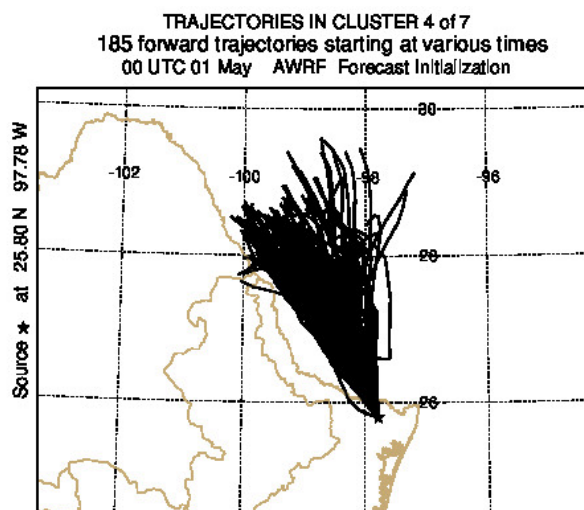 TRAJECTORIES IN CLUSTER 4 of 7
185 forward trajectories starting at various times
00 UTC 01 May AWRF Forecast Initialization
Source ★ at 25.80 N 97.78 W
30
-102
-100
-98
-96
28
26